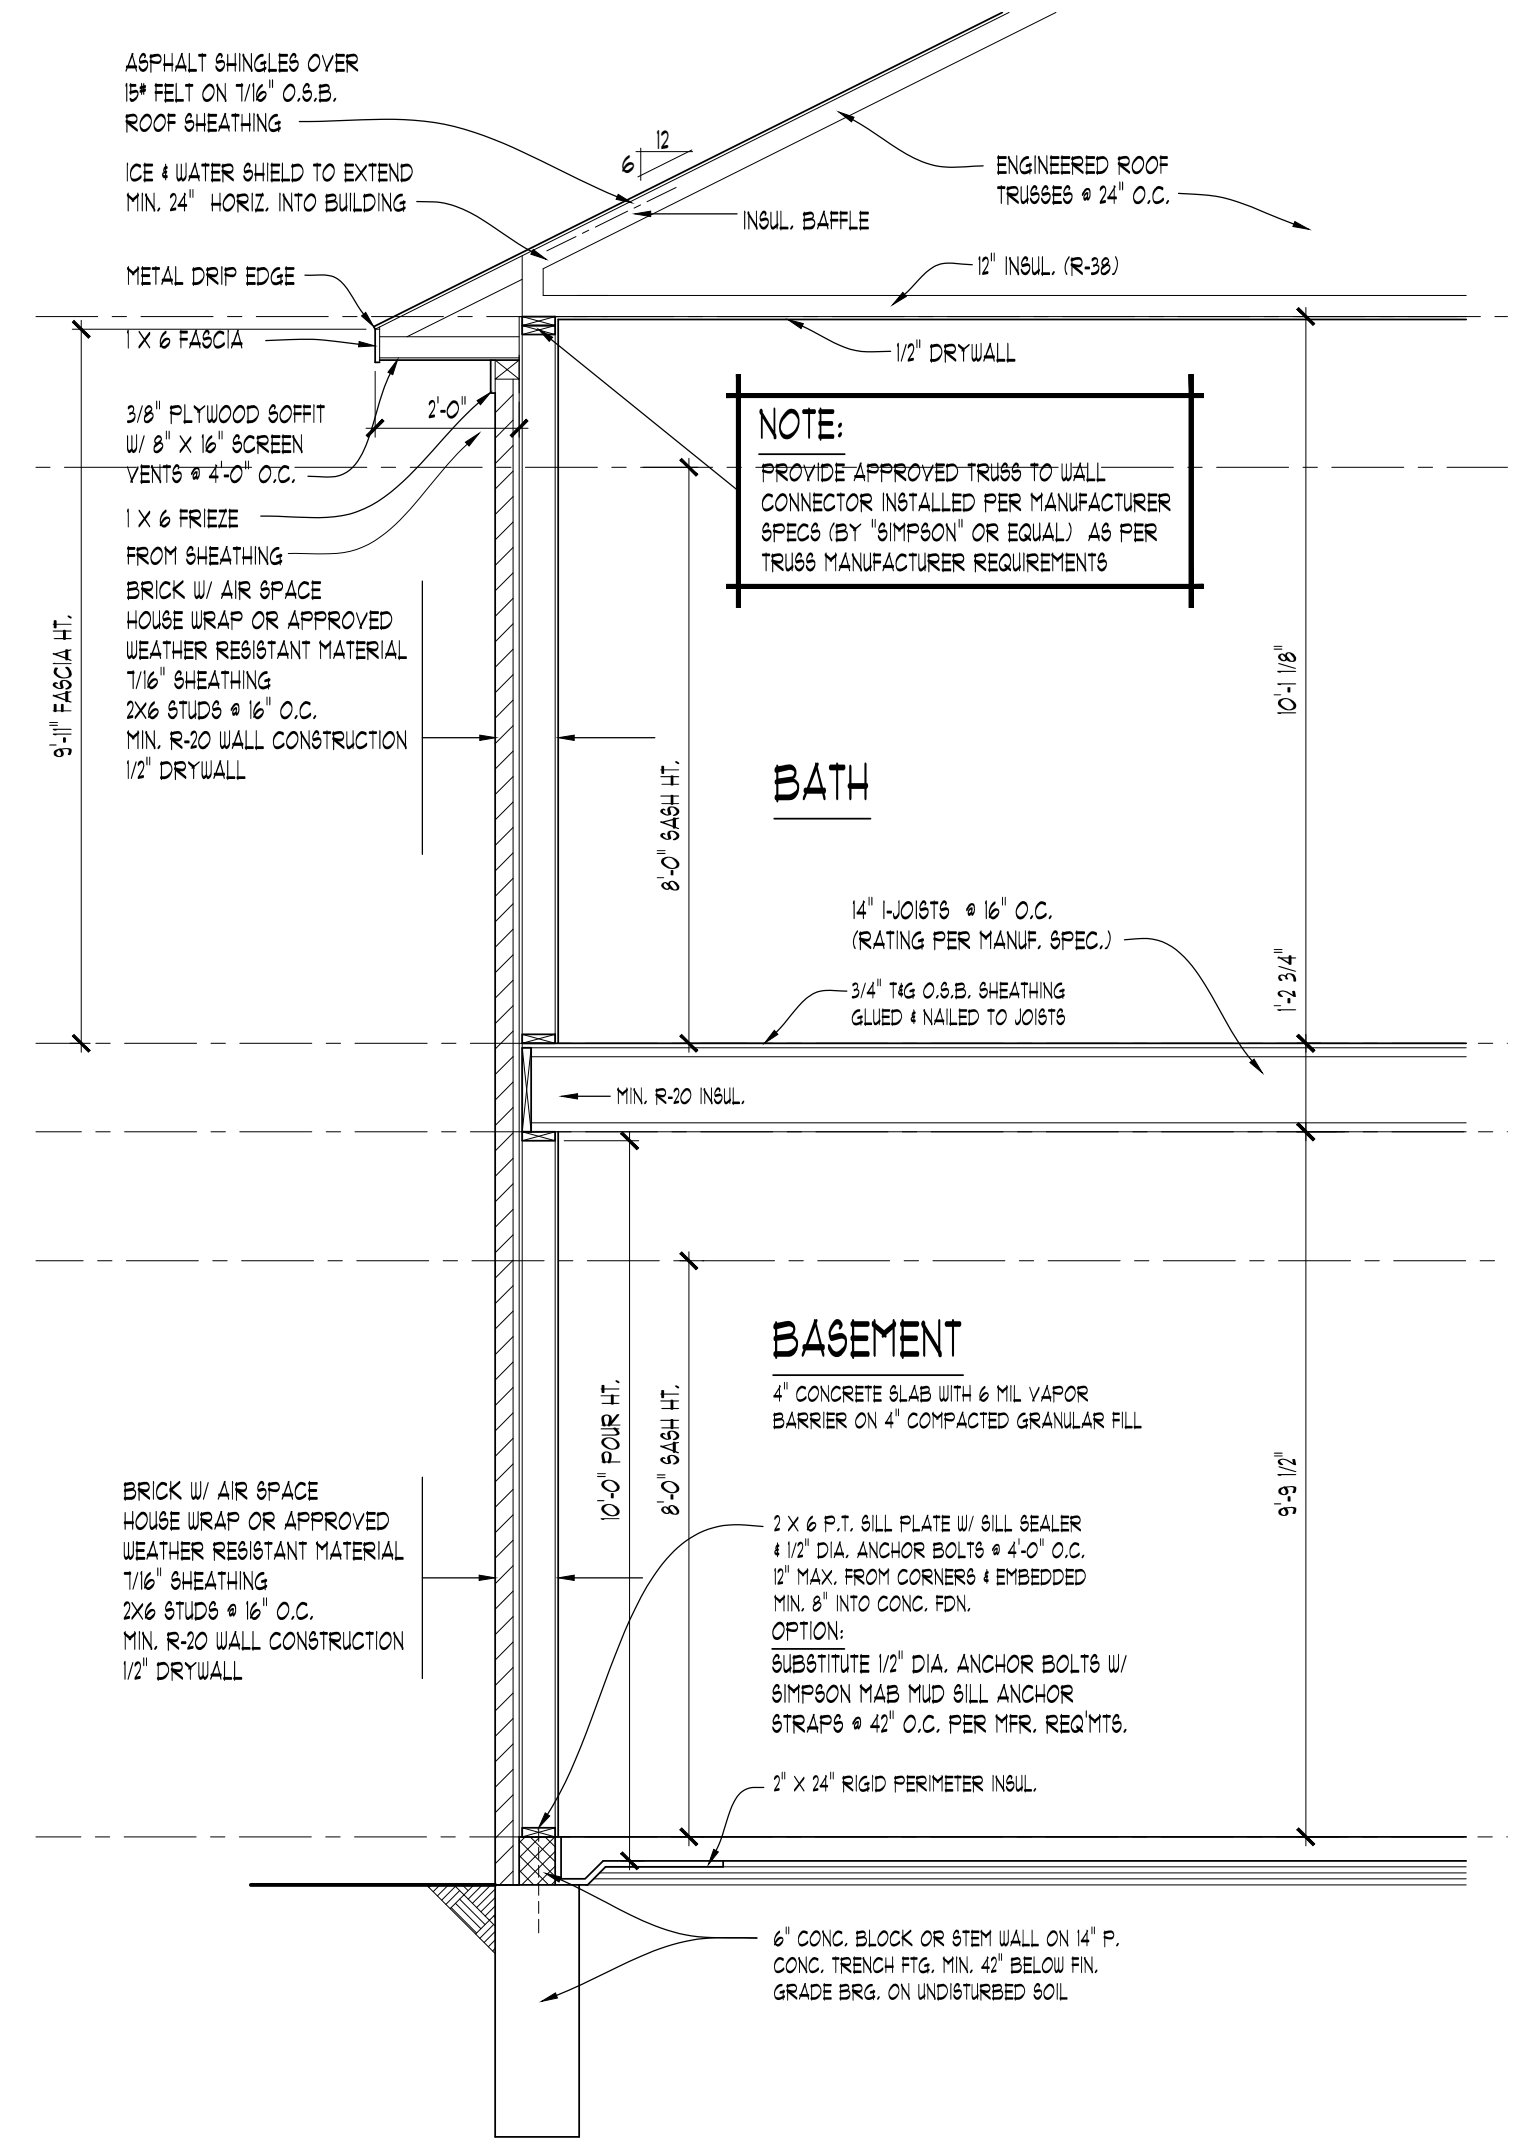 ASPHALT SHINGLES OVER
15# FELT ON 7/16" O.S.B.
ROOF SHEATHING
ICE & WATER SHIELD TO EXTEND
MIN. 24" HORIZ. INTO BUILDING
METAL DRIP EDGE
1 X 6 FASCIA
3/8" PLYWOOD SOFFIT
W/ 8" X 16" SCREEN
VENTS @ 4'-0" O.C.
1 X 6 FRIEZE
FROM SHEATHING
2'-0"
12
6
INSUL. BAFFLE
ENGINEERED ROOF
TRUSSES @ 24" O.C.
12" INSUL. (R-38)
1/2" DRYWALL
NOTE:
PROVIDE APPROVED TRUSS TO WALL
CONNECTOR INSTALLED PER MANUFACTURER
SPECS (BY "SIMPSON" OR EQUAL) AS PER
TRUSS MANUFACTURER REQUIREMENTS
BRICK W/ AIR SPACE
HOUSE WRAP OR APPROVED
WEATHER RESISTANT MATERIAL
7/16" SHEATHING
2X6 STUDS @ 16" O.C.
MIN. R-20 WALL CONSTRUCTION
1/2" DRYWALL
9'-11" FASCIA HT.
8'-0" SASH HT.
10'-1 1/8"
BATH
14" I-JOISTS @ 16" O.C.
(RATING PER MANUF. SPEC.)
3/4" T&G O.S.B. SHEATHING
GLUED & NAILED TO JOISTS
1'-2 3/4"
MIN. R-20 INSUL.
BASEMENT
4" CONCRETE SLAB WITH 6 MIL VAPOR
BARRIER ON 4" COMPACTED GRANULAR FILL
10'-0" POUR HT.
8'-0" SASH HT.
9'-9 1/2"
BRICK W/ AIR SPACE
HOUSE WRAP OR APPROVED
WEATHER RESISTANT MATERIAL
7/16" SHEATHING
2X6 STUDS @ 16" O.C.
MIN. R-20 WALL CONSTRUCTION
1/2" DRYWALL
2 X 6 P.T. SILL PLATE W/ SILL SEALER
& 1/2" DIA. ANCHOR BOLTS @ 4'-0" O.C.
12" MAX. FROM CORNERS & EMBEDDED
MIN. 8" INTO CONC. FDN.
OPTION:
SUBSTITUTE 1/2" DIA. ANCHOR BOLTS W/
SIMPSON MAB MUD SILL ANCHOR
STRAPS @ 42" O.C. PER MFR. REQ'MTS.
2" X 24" RIGID PERIMETER INSUL.
6" CONC. BLOCK OR STEM WALL ON 14" P.
CONC. TRENCH FTG. MIN. 42" BELOW FIN.
GRADE BRG. ON UNDISTURBED SOIL